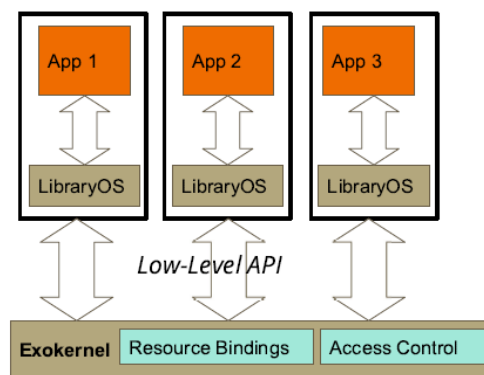 App 1
App 2
App 3
LibraryOS
LibraryOS
LibraryOS
Low-Level API
Exokernel
Resource Bindings
Access Control